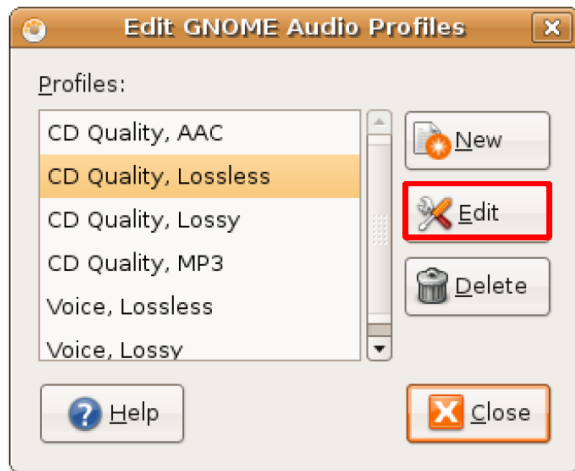 Edit GNOME Audio Profiles
Profiles:
CD Quality, AAC
CD Quality, Lossless
CD Quality, Lossy
CD Quality, MP3
Voice, Lossless
Voice, Lossy
New
Edit
Delete
Help
Close